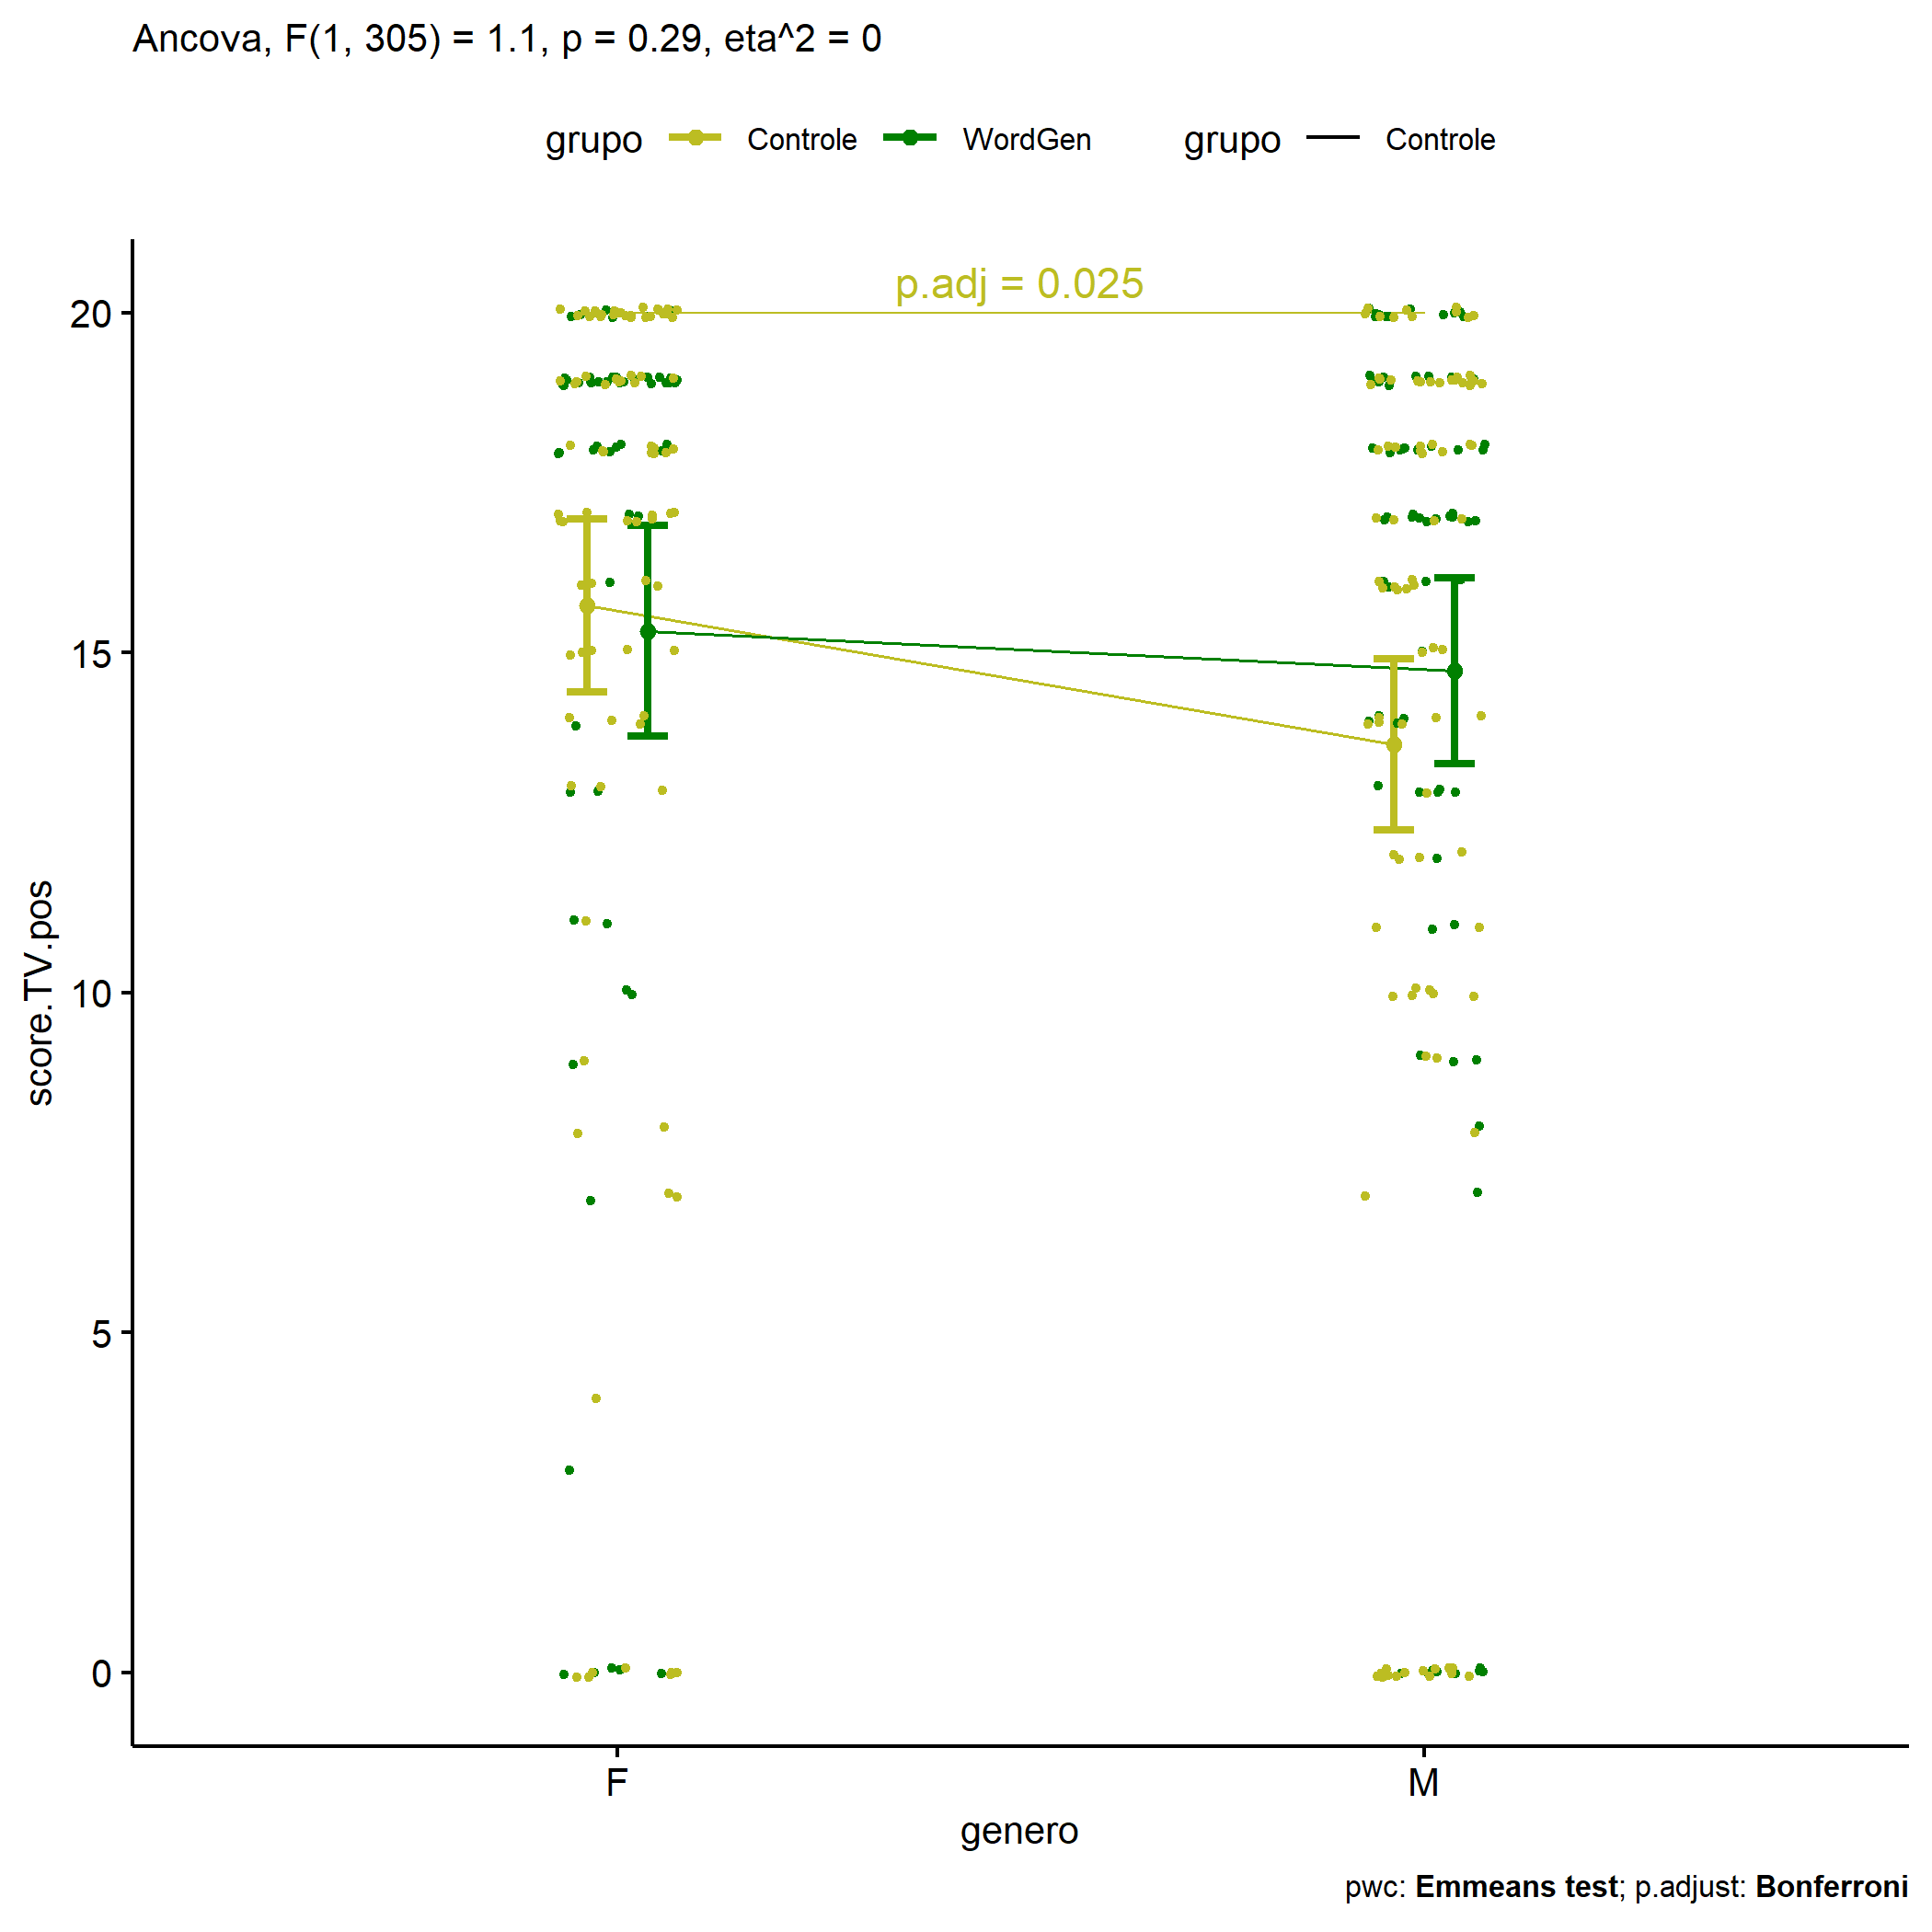 Ancova, F(1, 305) = 1.1, p = 0.29, eta^2 = 0
grupo Controle WordGen grupo Controle
p.adj = 0.025
20
15
10
5
0
score.TV.pos
F M
genero
pwc: Emmeans test; p.adjust: Bonferroni